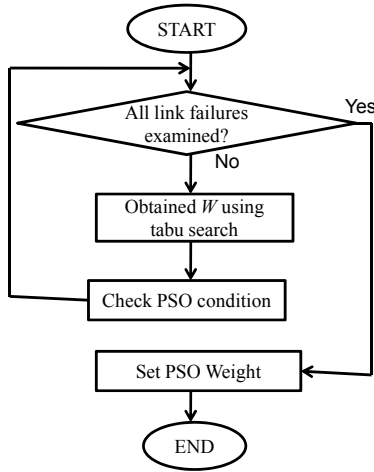 START
All link failures
examined?
Yes
No
Obtained W using
tabu search
Check PSO condition
Set PSO Weight
END